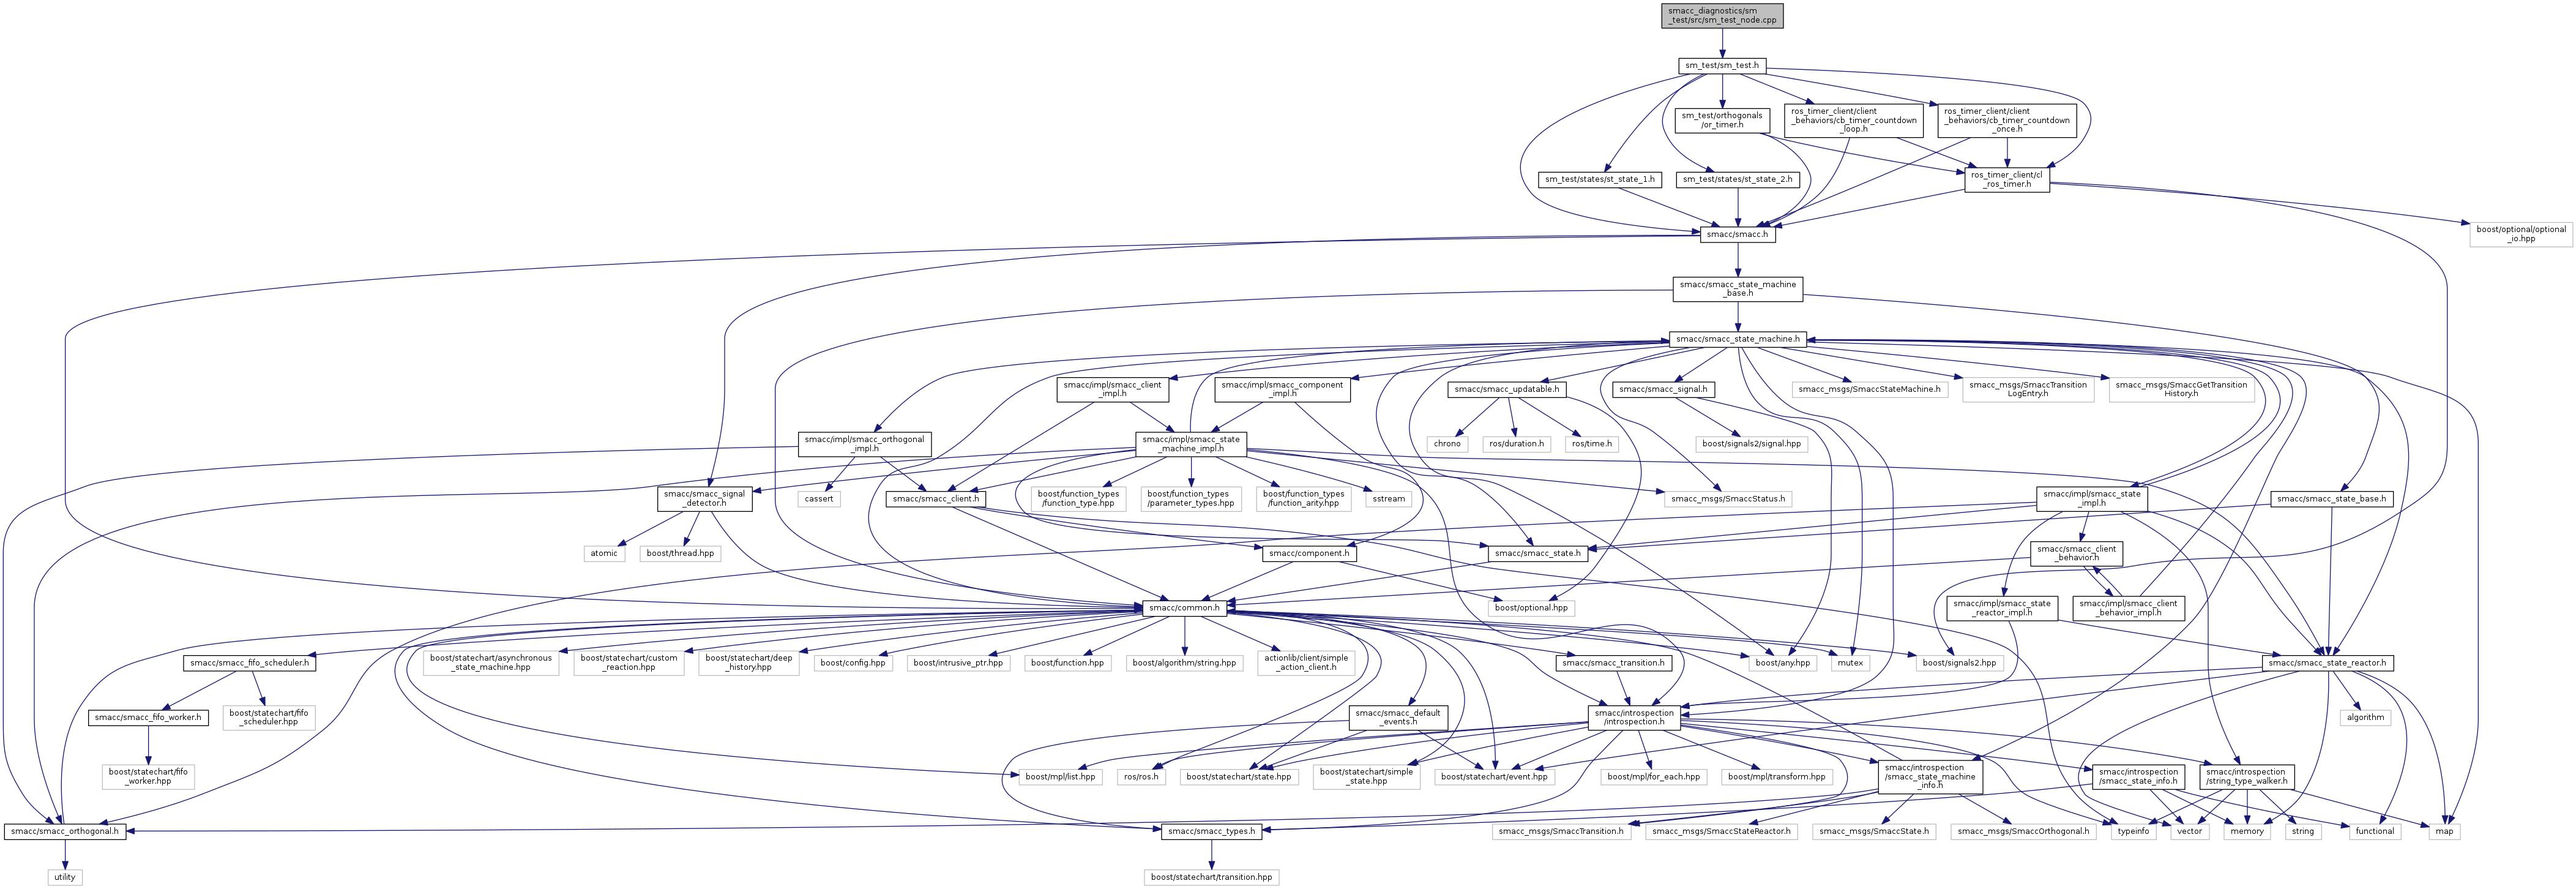 smacc_diagnostics/sm
_test/src/sm_test_node.cpp
sm_test/sm_test.h
sm_test/orthogonals
/or_timer.h
ros_timer_client/client
_behaviors/cb_timer_countdown
_loop.h
ros_timer_client/client
_behaviors/cb_timer_countdown
_once.h
sm_test/states/st_state_1.h
sm_test/states/st_state_2.h
ros_timer_client/cl
_ros_timer.h
smacc/smacc.h
boost/optional/optional
_io.hpp
smacc/smacc_state_machine
_base.h
smacc/smacc_state_machine.h
smacc/impl/smacc_client
_impl.h
smacc/impl/smacc_component
_impl.h
smacc/smacc_updatable.h
smacc/smacc_signal.h
smacc_msgs/SmaccStateMachine.h
smacc_msgs/SmaccTransition
LogEntry.h
smacc_msgs/SmaccGetTransition
History.h
smacc/impl/smacc_orthogonal
_impl.h
smacc/impl/smacc_state
_machine_impl.h
chrono
ros/duration.h
ros/time.h
boost/signals2/signal.hpp
smacc/smacc_signal
_detector.h
cassert
smacc/smacc_client.h
boost/function_types
/function_type.hpp
boost/function_types
/parameter_types.hpp
boost/function_types
/function_arity.hpp
sstream
smacc_msgs/SmaccStatus.h
smacc/impl/smacc_state
_impl.h
smacc/smacc_state_base.h
atomic
boost/thread.hpp
smacc/component.h
smacc/smacc_state.h
smacc/smacc_client
_behavior.h
smacc/common.h
boost/optional.hpp
smacc/impl/smacc_state
_reactor_impl.h
smacc/impl/smacc_client
_behavior_impl.h
smacc/smacc_fifo_scheduler.h
boost/statechart/asynchronous
_state_machine.hpp
boost/statechart/custom
_reaction.hpp
boost/statechart/deep
_history.hpp
boost/config.hpp
boost/intrusive_ptr.hpp
boost/function.hpp
boost/algorithm/string.hpp
actionlib/client/simple
_action_client.h
smacc/smacc_transition.h
boost/any.hpp
mutex
boost/signals2.hpp
smacc/smacc_state_reactor.h
smacc/smacc_fifo_worker.h
boost/statechart/fifo
_scheduler.hpp
smacc/smacc_default
_events.h
smacc/introspection
/introspection.h
algorithm
boost/statechart/fifo
_worker.hpp
boost/mpl/list.hpp
ros/ros.h
boost/statechart/state.hpp
boost/statechart/simple
_state.hpp
boost/statechart/event.hpp
boost/mpl/for_each.hpp
boost/mpl/transform.hpp
smacc/introspection
/smacc_state_machine
_info.h
smacc/introspection
/smacc_state_info.h
smacc/introspection
/string_type_walker.h
smacc/smacc_orthogonal.h
smacc/smacc_types.h
smacc_msgs/SmaccTransition.h
smacc_msgs/SmaccStateReactor.h
smacc_msgs/SmaccState.h
smacc_msgs/SmaccOrthogonal.h
typeinfo
vector
memory
string
functional
map
utility
boost/statechart/transition.hpp